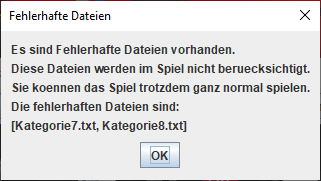 Fehlerhafte Dateien
Es sind Fehlerhafte Dateien vorhanden.
Diese Dateien werden im Spiel nicht beruecksichtigt.
Sie koennen das Spiel trotzdem ganz normal spielen.
Die fehlerhaften Dateien sind:
[Kategorie7.txt, Kategorie8.txt]
OK